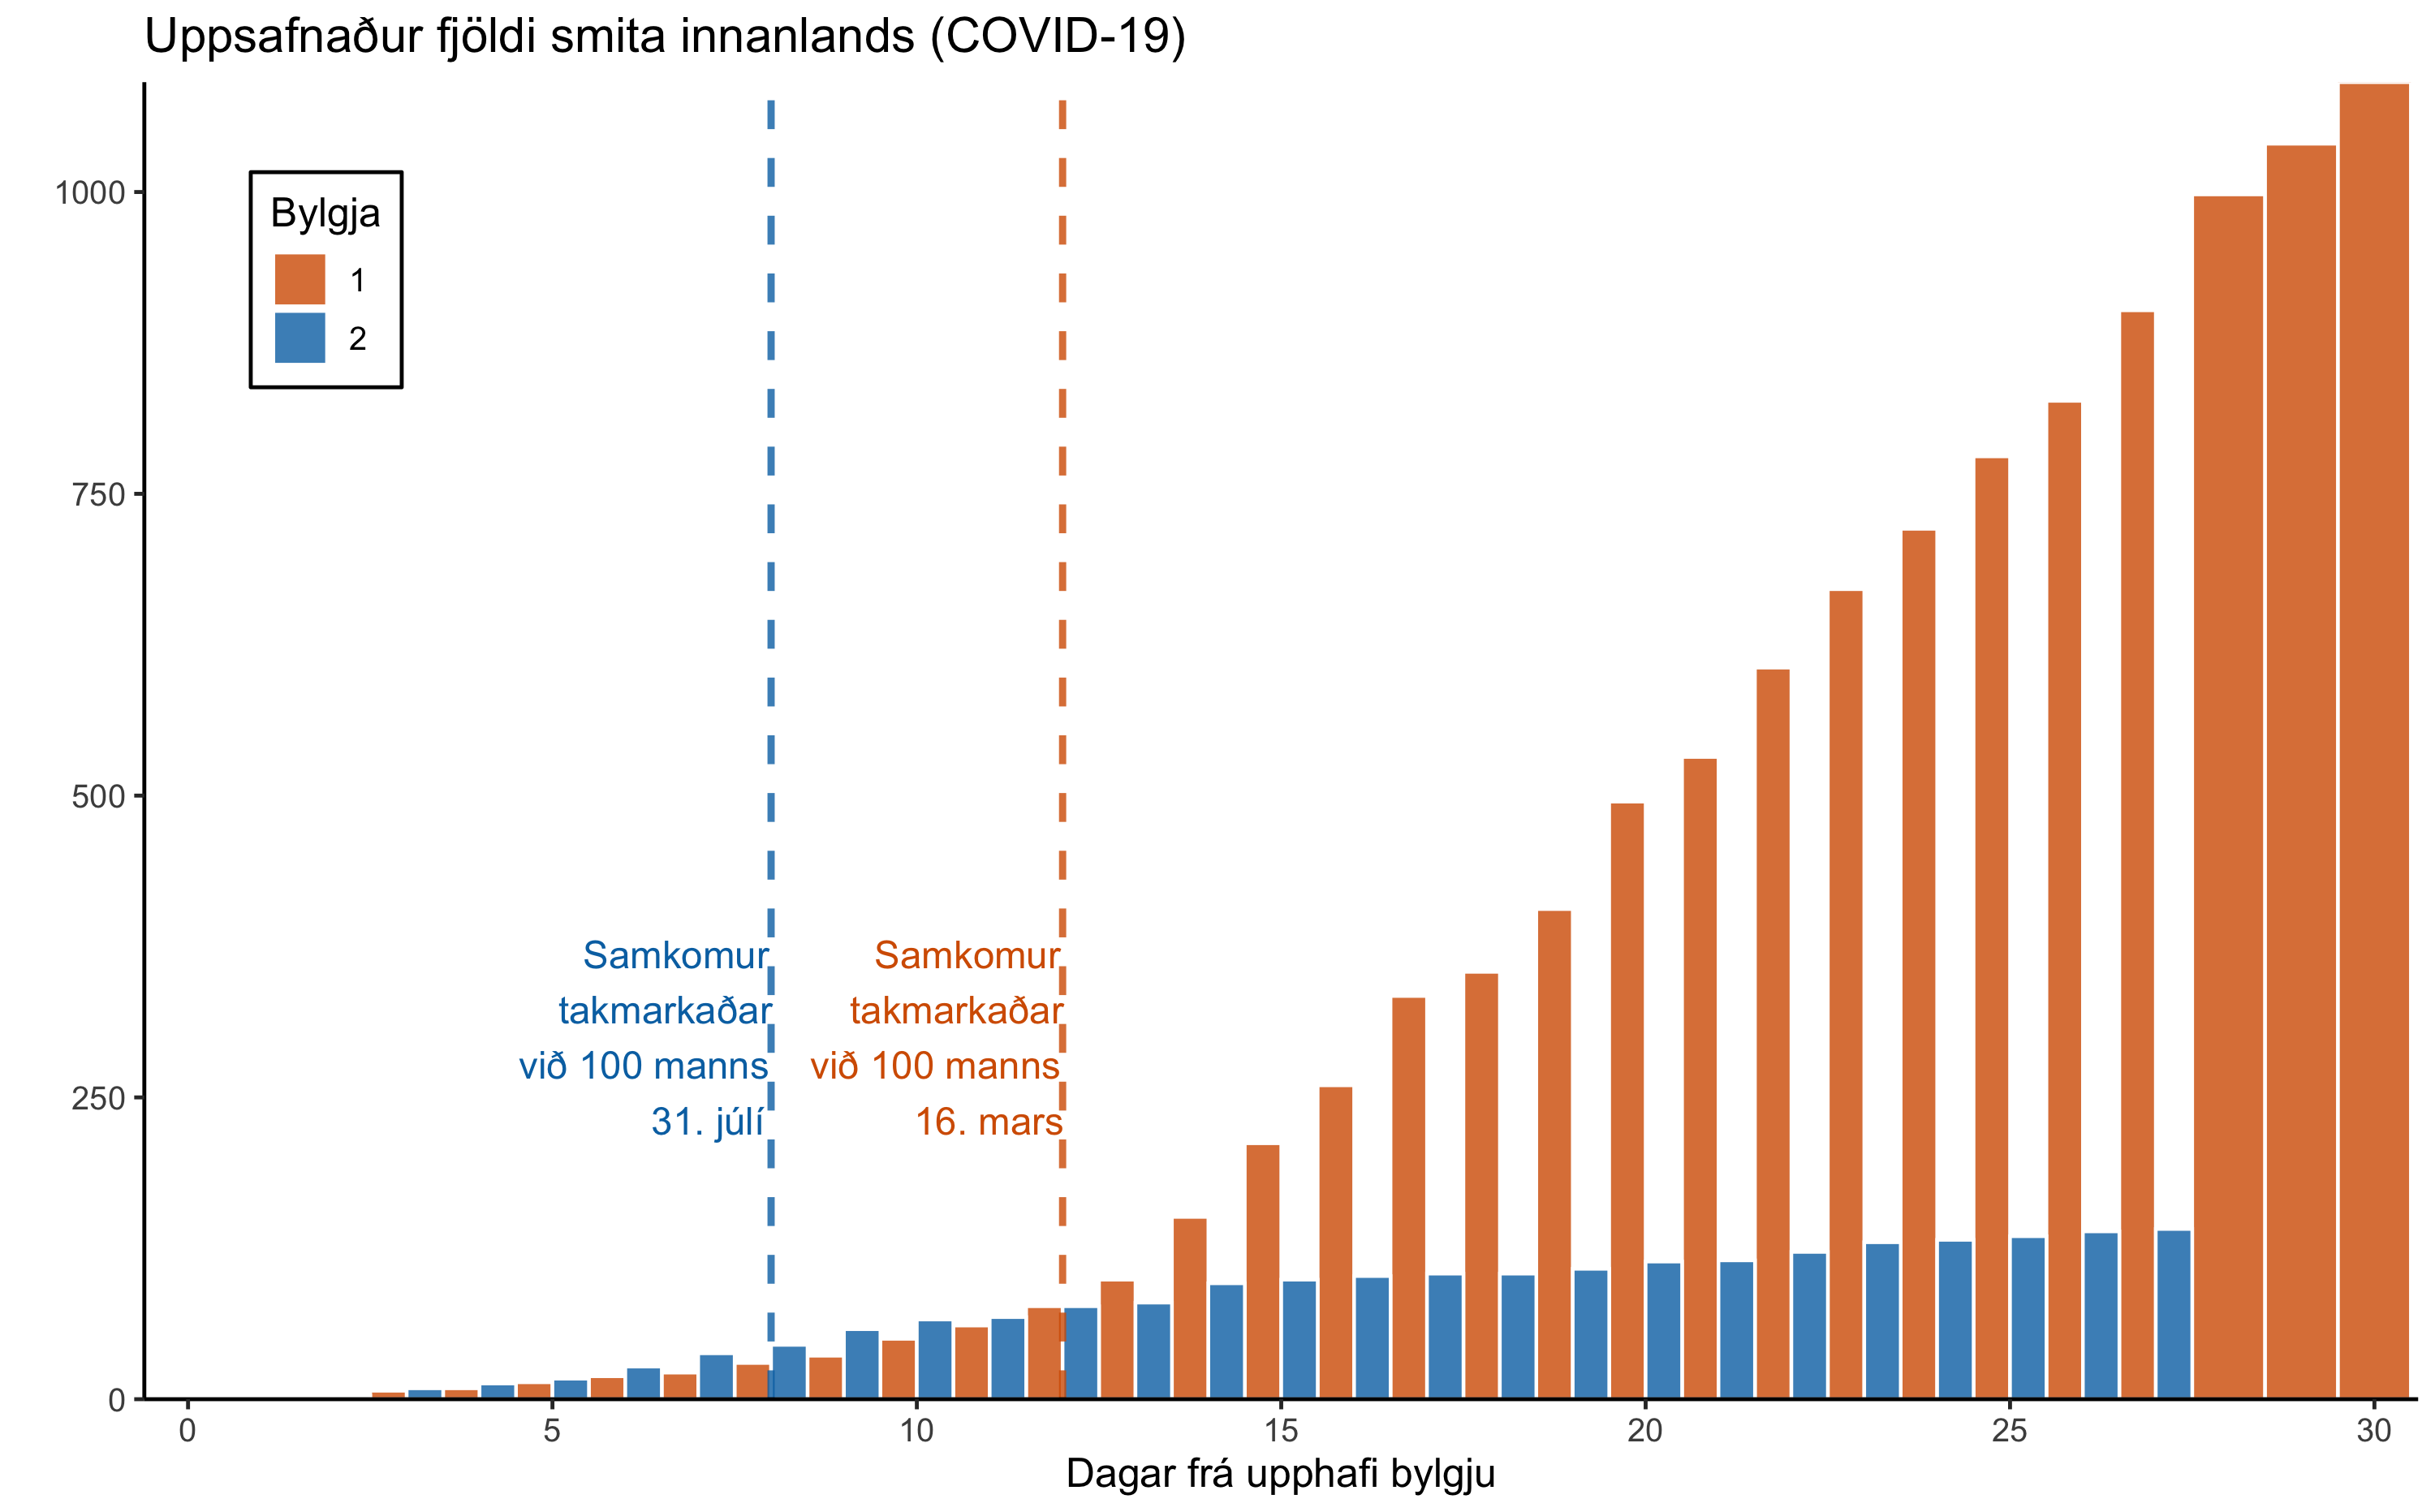 Uppsafnaður fjöldi smita innanlands (COVID-19)
1000
750
500
250
0
Bylgja
1
2
Samkomur
takmarkaðar
við 100 manns
31. júlí
Samkomur
takmarkaðar
við 100 manns
16. mars
0 5 10 15 20 25 30
Dagar frá upphafi bylgju